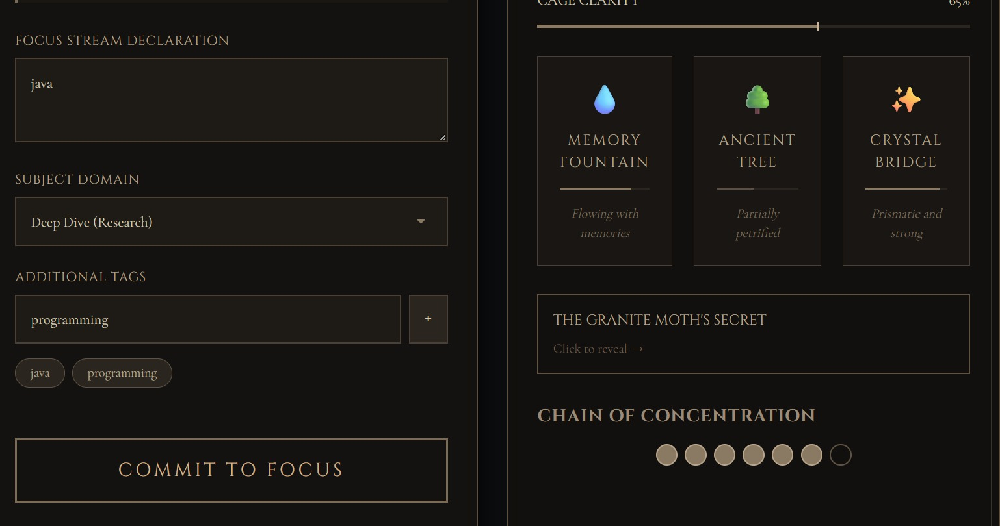 FOCUS STREAM DECLARATION
java
SUBJECT DOMAIN
Deep Dive (Research)
ADDITIONAL TAGS
programming
+
java
programming
COMMIT TO FOCUS
CAGE CLARITY
65%
MEMORY
FOUNTAIN
Flowing with
memories
ANCIENT
TREE
Partially
petrified
CRYSTAL
BRIDGE
Prismatic and
strong
THE GRANITE MOTH'S SECRET
Click to reveal →
CHAIN OF CONCENTRATION